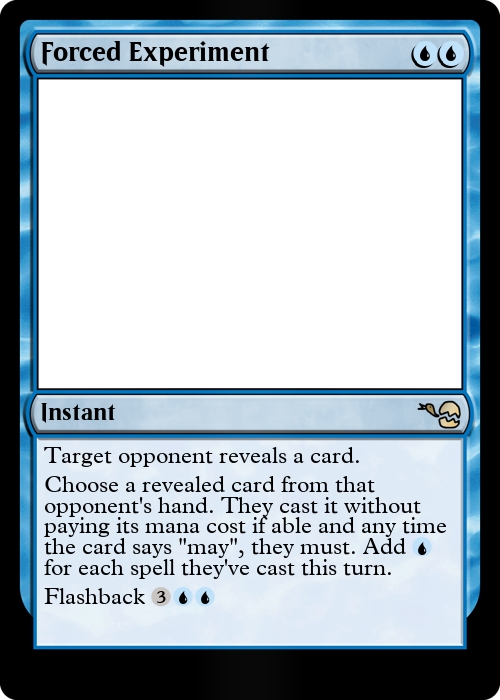 Forced Experiment
Instant
Target opponent reveals a card.
Choose a revealed card from that
opponent's hand. They cast it without
paying its mana cost if able and any time
the card says "may", they must. Add
for each spell they've cast this turn.
Flashback 3